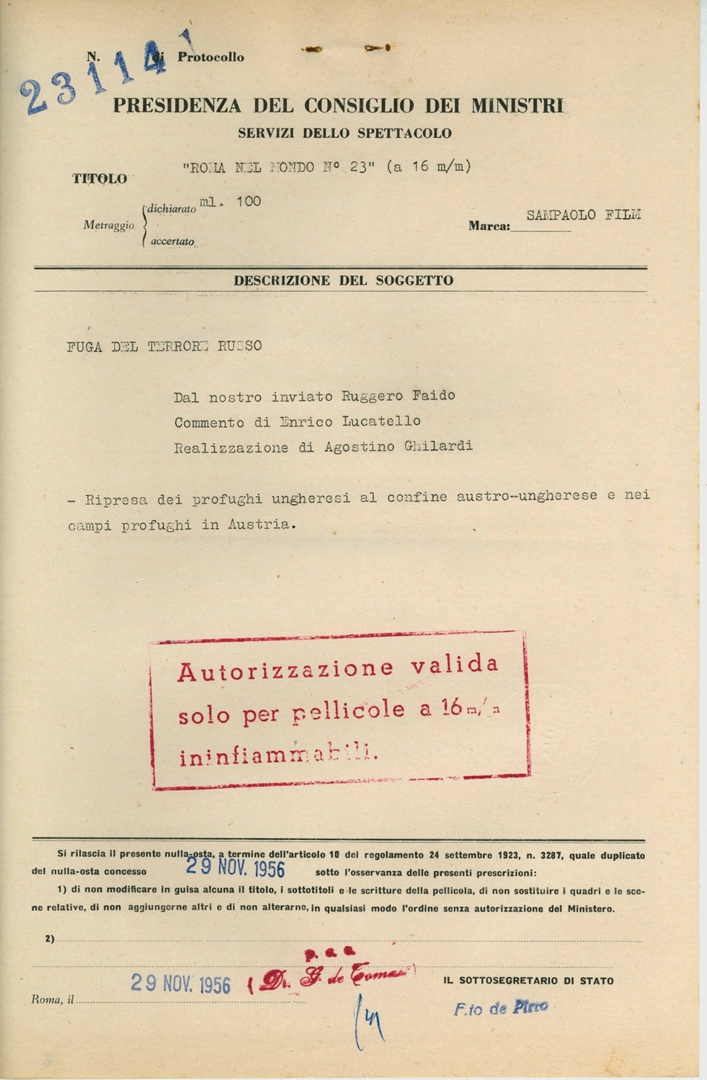 N. di Protocollo
23114
PRESIDENZA DEL CONSIGLIO DEI MINISTRI
SERVIZI DELLO SPETTACOLO
TITOLO "ROMA NEL MONDO N° 23" (a 16 m/m)
Metraggio
dichiarato ml. 100
accertato
Marca: SAMPAOLO FILM
DESCRIZIONE DEL SOGGETTO
FUGA DEL TERRORE RUSSO
Dal nostro inviato Ruggero Faido
Commento di Enrico Lucatello
Realizzazione di Agostino Ghilardi
- Ripresa dei profughi ungheresi al confine austro-ungherese e nei
campi profughi in Austria.
Autorizzazione valida
solo per pellicole a 16 m/m
ininfiammabili.
Si rilascia il presente nulla-osta, a termine dell'articolo 10 del regolamento 24 settembre 1923, n. 3287, quale duplicato
del nulla-osta concesso 29 NOV. 1956 sotto l'osservanza delle presenti prescrizioni:
1) di non modificare in guisa alcuna il titolo, i sottotitoli e le scritture della pellicola, di non sostituire i quadri e le sce-
ne relative, di non aggiungerne altri e di non alterarne, in qualsiasi modo l'ordine senza autorizzazione del Ministero.
2)
p. a a
(Dr. G. de Tomasi)
Roma, il 29 NOV. 1956
IL SOTTOSEGRETARIO DI STATO
F.to de Pirro